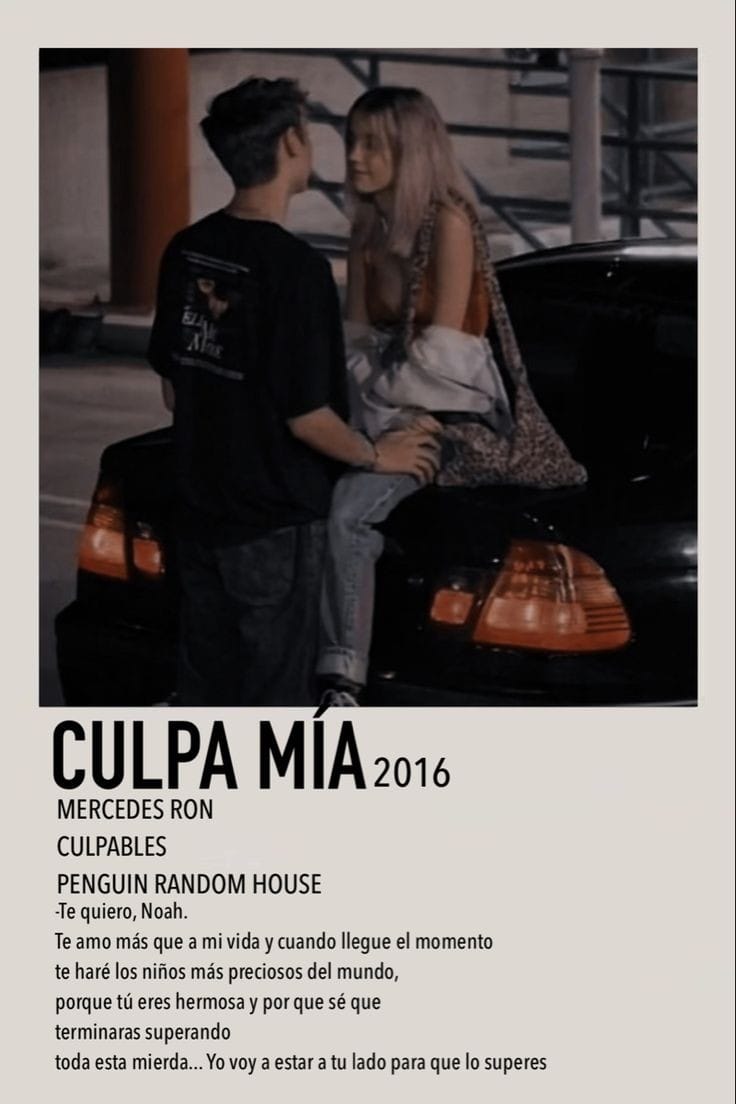 CULPA MÍA 2016
MERCEDES RON
CULPABLES
PENGUIN RANDOM HOUSE
-Te quiero, Noah.
Te amo más que a mi vida y cuando llegue el momento
te haré los niños más preciosos del mundo,
porque tú eres hermosa y por que sé que
terminaras superando
toda esta mierda... Yo voy a estar a tu lado para que lo superes